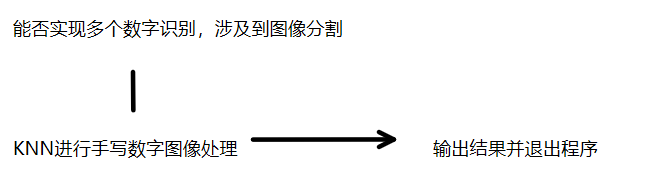 能否实现多个数字识别，涉及到图像分割
KNN进行手写数字图像处理
输出结果并退出程序